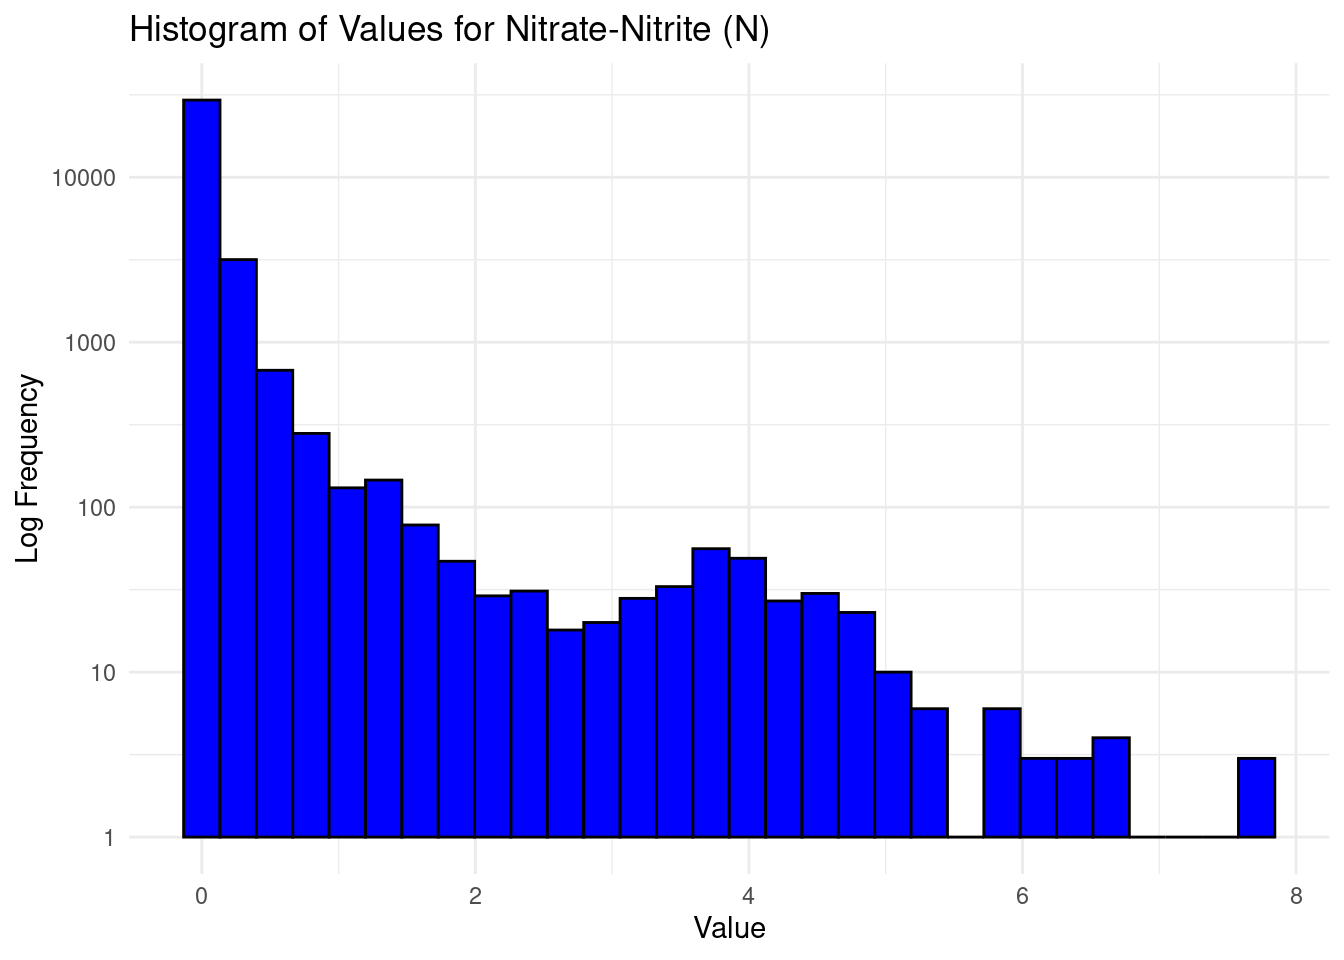 Histogram of Values for Nitrate-Nitrite (N)
Log Frequency
10000
1000
100
10
1
0 2 4 6 8
Value